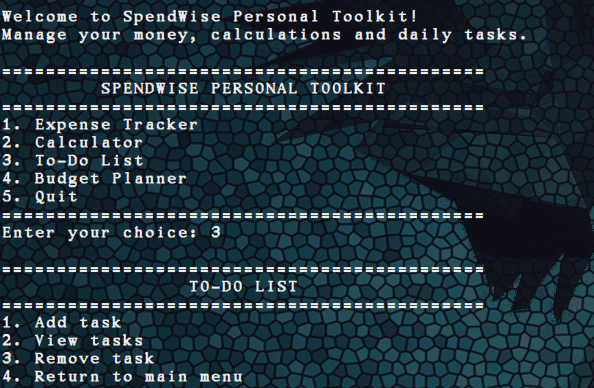 Welcome to SpendWise Personal Toolkit!
Manage your money, calculations and daily tasks.
============================================
SPENDWISE PERSONAL TOOLKIT
============================================
1. Expense Tracker
2. Calculator
3. To-Do List
4. Budget Planner
5. Quit
============================================
Enter your choice: 3
============================================
TO-DO LIST
============================================
1. Add task
2. View tasks
3. Remove task
4. Return to main menu